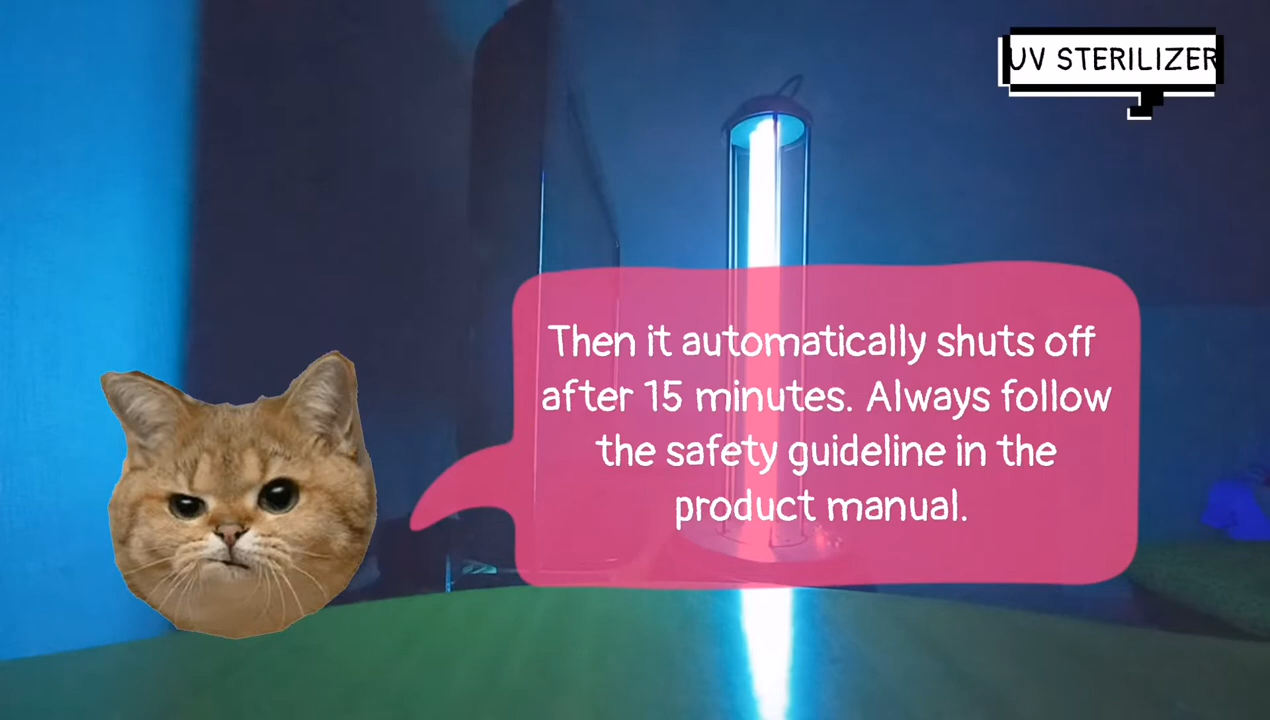 UV STERILIZER
Then it automatically shuts off
after 15 minutes. Always follow
the safety guideline in the
product manual.